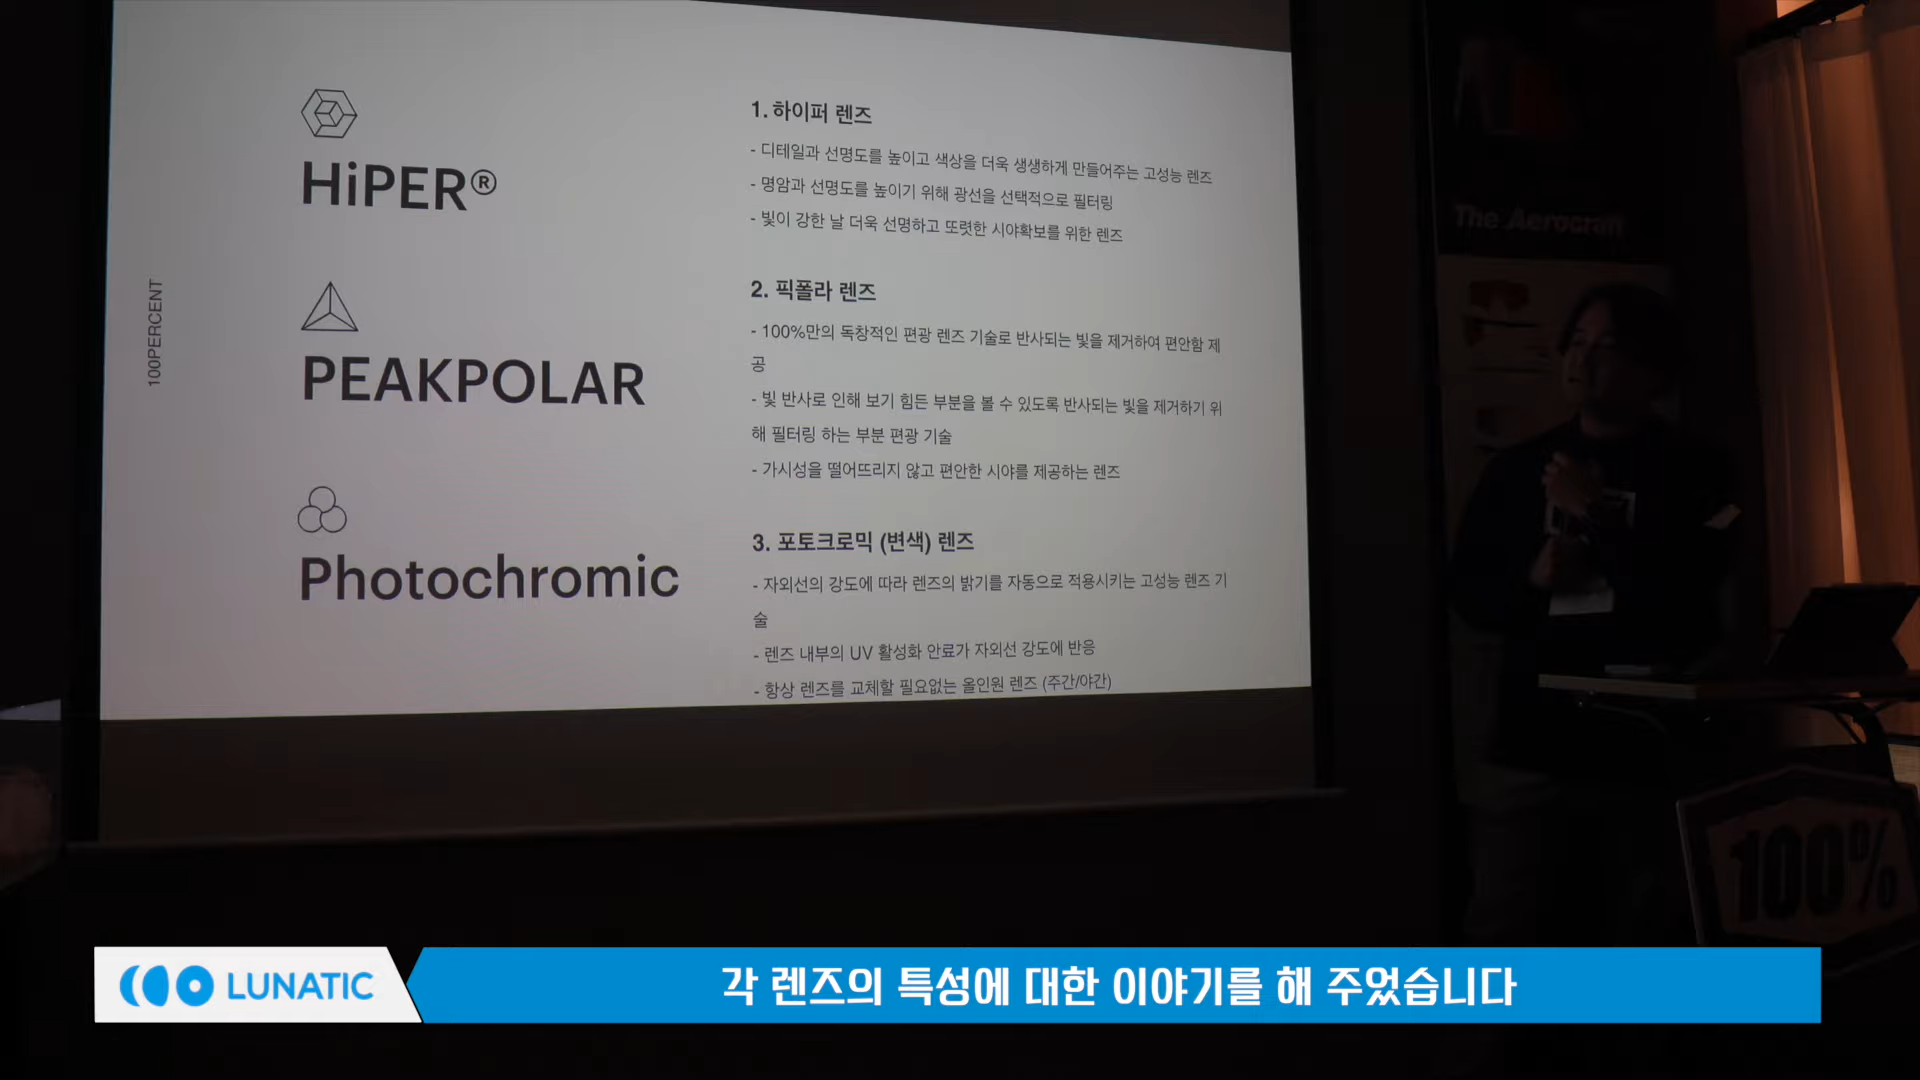 HiPER®
PEAKPOLAR
Photochromic
100PERCENT
1. 하이퍼 렌즈
- 디테일과 선명도를 높이고 색상을 더욱 생생하게 만들어주는 고성능 렌즈
- 명암과 선명도를 높이기 위해 광선을 선택적으로 필터링
- 빛이 강한 날 더욱 선명하고 또렷한 시야확보를 위한 렌즈
2. 픽폴라 렌즈
- 100%만의 독창적인 편광 렌즈 기술로 반사되는 빛을 제거하여 편안함 제
공
- 빛 반사로 인해 보기 힘든 부분을 볼 수 있도록 반사되는 빛을 제거하기 위
해 필터링 하는 부분 편광 기술
- 가시성을 떨어뜨리지 않고 편안한 시야를 제공하는 렌즈
3. 포토크로믹 (변색) 렌즈
- 자외선의 강도에 따라 렌즈의 밝기를 자동으로 적용시키는 고성능 렌즈 기
술
- 렌즈 내부의 UV 활성화 안료가 자외선 강도에 반응
- 항상 렌즈를 교체할 필요없는 올인원 렌즈 (주간/야간)
The Aerocraft
100%
LUNATIC
각 렌즈의 특성에 대한 이야기를 해 주었습니다